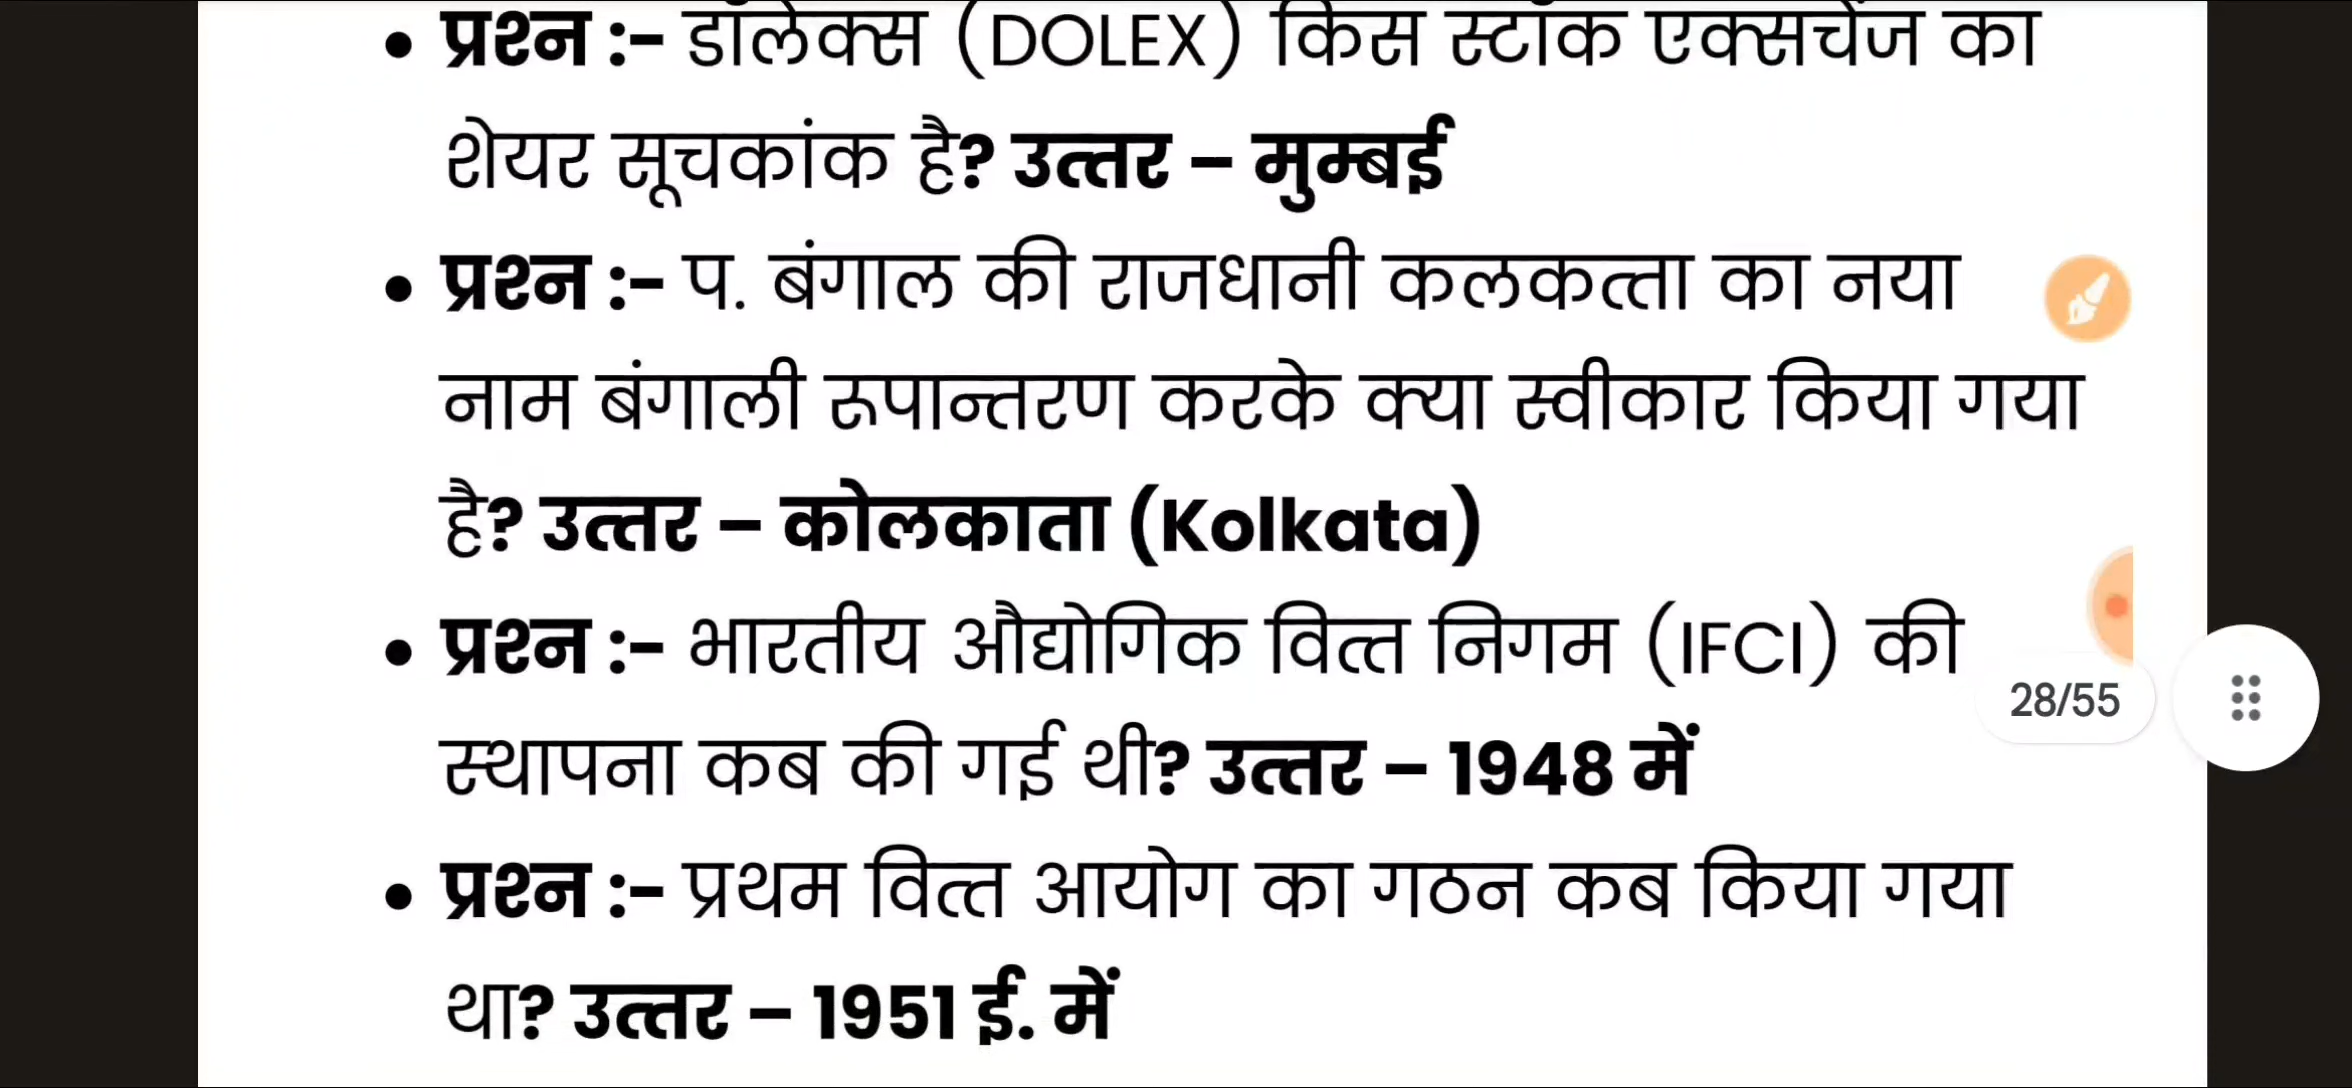 • प्रश्न :- डॉलेक्स (DOLEX) किस स्टॉक एक्सचेंज का
शेयर सूचकांक है? उत्तर – मुम्बई
• प्रश्न :- प. बंगाल की राजधानी कलकत्ता का नया
नाम बंगाली रूपान्तरण करके क्या स्वीकार किया गया
है? उत्तर – कोलकाता (Kolkata)
• प्रश्न :- भारतीय औद्योगिक वित्त निगम (IFCI) की
28/55
स्थापना कब की गई थी? उत्तर – 1948 में
• प्रश्न :- प्रथम वित्त आयोग का गठन कब किया गया
था? उत्तर – 1951 ई. में